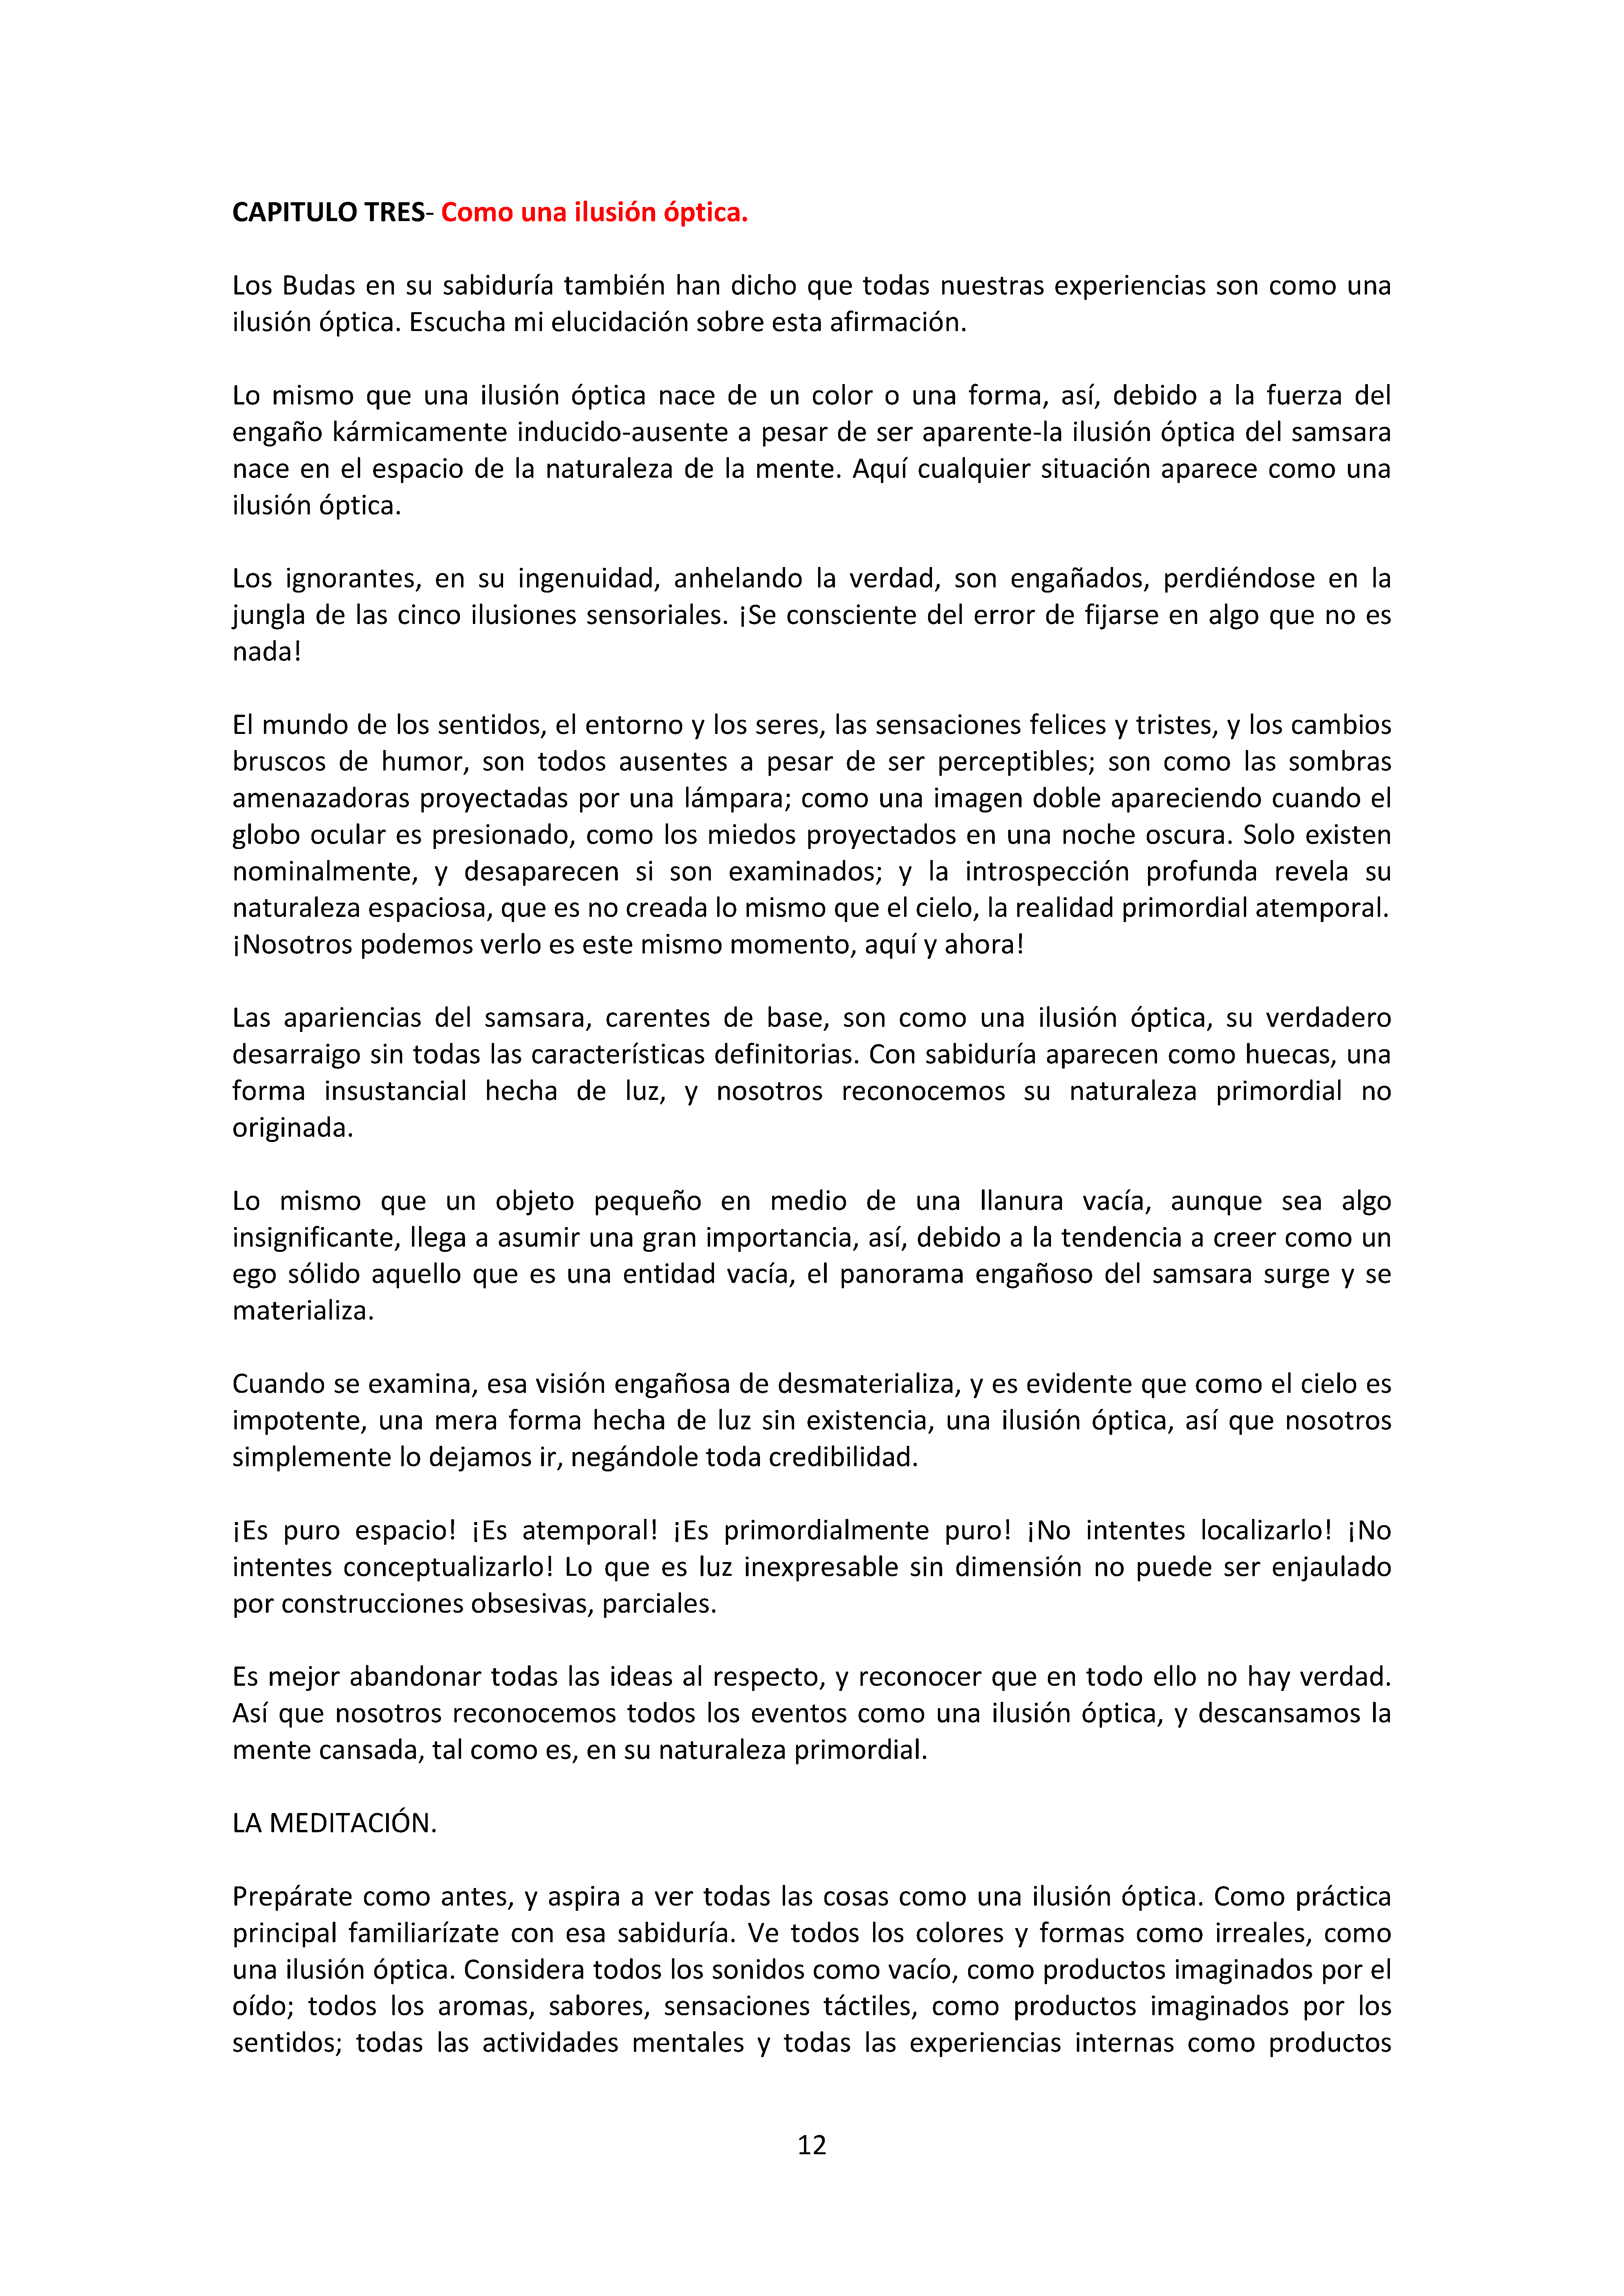 CAPITULO TRES- Como una ilusión óptica.
Los Budas en su sabiduría también han dicho que todas nuestras experiencias son como una
ilusión óptica. Escucha mi elucidación sobre esta afirmación.
Lo mismo que una ilusión óptica nace de un color o una forma, así, debido a la fuerza del
engaño kármicamente inducido-ausente a pesar de ser aparente-la ilusión óptica del samsara
nace en el espacio de la naturaleza de la mente. Aquí cualquier situación aparece como una
ilusión óptica.
Los ignorantes, en su ingenuidad, anhelando la verdad, son engañados, perdiéndose en la
jungla de las cinco ilusiones sensoriales. ¡Se consciente del error de fijarse en algo que no es
nada!
El mundo de los sentidos, el entorno y los seres, las sensaciones felices y tristes, y los cambios
bruscos de humor, son todos ausentes a pesar de ser perceptibles; son como las sombras
amenazadoras proyectadas por una lámpara; como una imagen doble apareciendo cuando el
globo ocular es presionado, como los miedos proyectados en una noche oscura. Solo existen
nominalmente, y desaparecen si son examinados; y la introspección profunda revela su
naturaleza espaciosa, que es no creada lo mismo que el cielo, la realidad primordial atemporal.
¡Nosotros podemos verlo es este mismo momento, aquí y ahora!
Las apariencias del samsara, carentes de base, son como una ilusión óptica, su verdadero
desarraigo sin todas las características definitorias. Con sabiduría aparecen como huecas, una
forma insustancial hecha de luz, y nosotros reconocemos su naturaleza primordial no
originada.
Lo mismo que un objeto pequeño en medio de una llanura vacía, aunque sea algo
insignificante, llega a asumir una gran importancia, así, debido a la tendencia a creer como un
ego sólido aquello que es una entidad vacía, el panorama engañoso del samsara surge y se
materializa.
Cuando se examina, esa visión engañosa de desmaterializa, y es evidente que como el cielo es
impotente, una mera forma hecha de luz sin existencia, una ilusión óptica, así que nosotros
simplemente lo dejamos ir, negándole toda credibilidad.
¡Es puro espacio! ¡Es atemporal! ¡Es primordialmente puro! ¡No intentes localizarlo! ¡No
intentes conceptualizarlo! Lo que es luz inexpresable sin dimensión no puede ser enjaulado
por construcciones obsesivas, parciales.
Es mejor abandonar todas las ideas al respecto, y reconocer que en todo ello no hay verdad.
Así que nosotros reconocemos todos los eventos como una ilusión óptica, y descansamos la
mente cansada, tal como es, en su naturaleza primordial.
LA MEDITACIÓN.
Prepárate como antes, y aspira a ver todas las cosas como una ilusión óptica. Como práctica
principal familiarízate con esa sabiduría. Ve todos los colores y formas como irreales, como
una ilusión óptica. Considera todos los sonidos como vacío, como productos imaginados por el
oído; todos los aromas, sabores, sensaciones táctiles, como productos imaginados por los
sentidos; todas las actividades mentales y todas las experiencias internas como productos
12